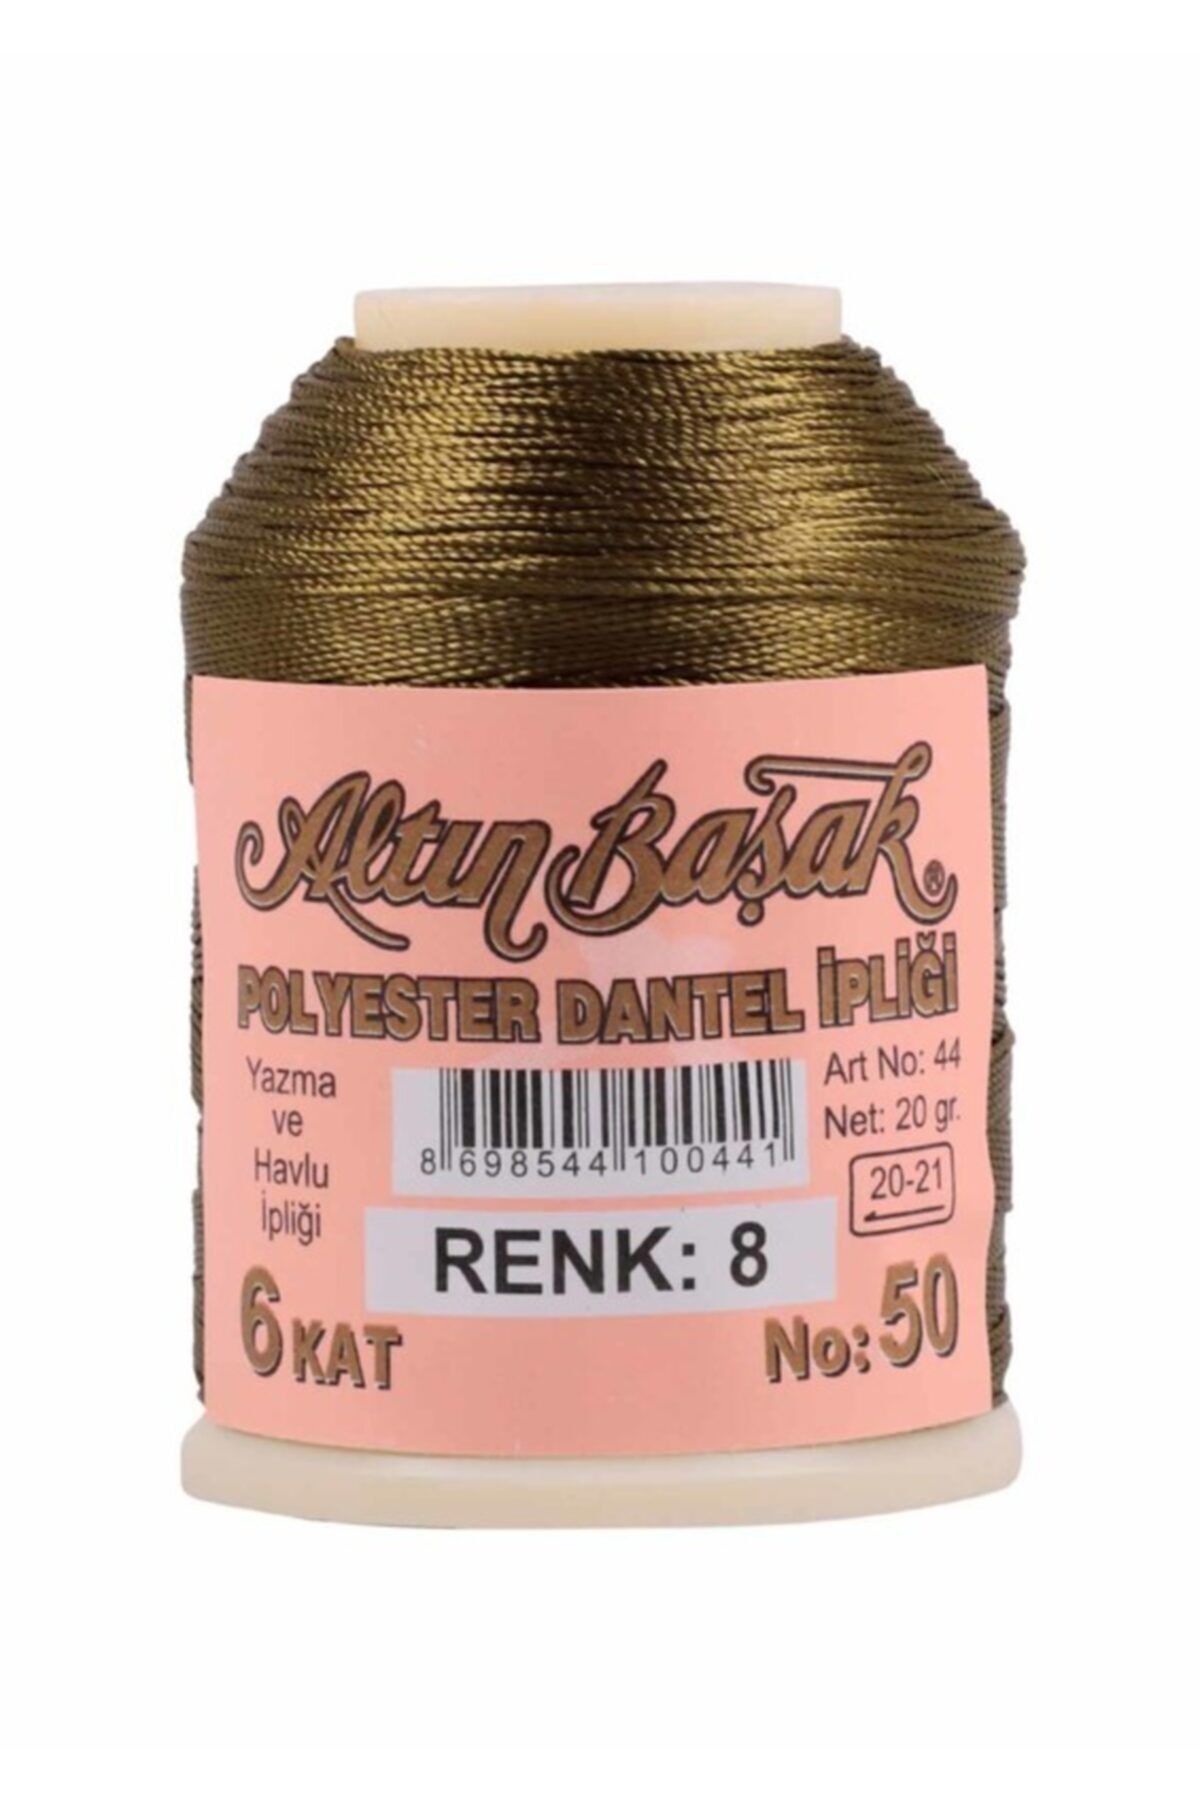 Altın Başak®
POLYESTER DANTEL İPLİĞİ
Yazma
ve
Havlu
İpliği
8 698544 100441
Art No: 44
Net: 20 gr.
20-21
RENK: 8
6 KAT
No: 50